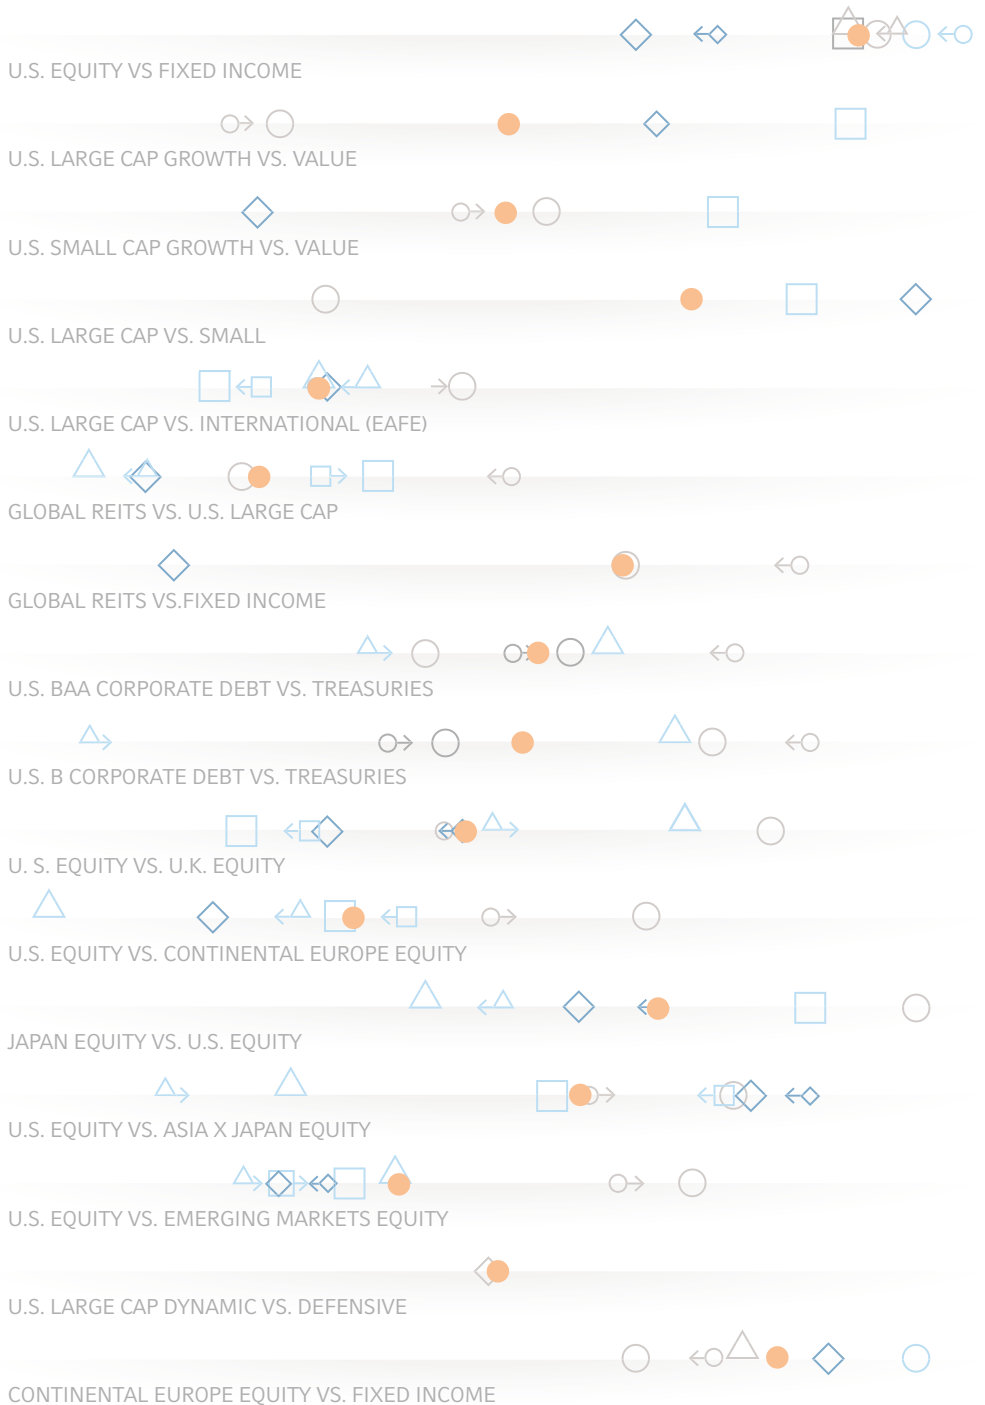 U.S. EQUITY VS FIXED INCOME
U.S. LARGE CAP GROWTH VS. VALUE
U.S. SMALL CAP GROWTH VS. VALUE
U.S. LARGE CAP VS. SMALL
U.S. LARGE CAP VS. INTERNATIONAL (EAFE)
GLOBAL REITS VS. U.S. LARGE CAP
GLOBAL REITS VS.FIXED INCOME
U.S. BAA CORPORATE DEBT VS. TREASURIES
U.S. B CORPORATE DEBT VS. TREASURIES
U. S. EQUITY VS. U.K. EQUITY
U.S. EQUITY VS. CONTINENTAL EUROPE EQUITY
JAPAN EQUITY VS. U.S. EQUITY
U.S. EQUITY VS. ASIA X JAPAN EQUITY
U.S. EQUITY VS. EMERGING MARKETS EQUITY
U.S. LARGE CAP DYNAMIC VS. DEFENSIVE
CONTINENTAL EUROPE EQUITY VS. FIXED INCOME